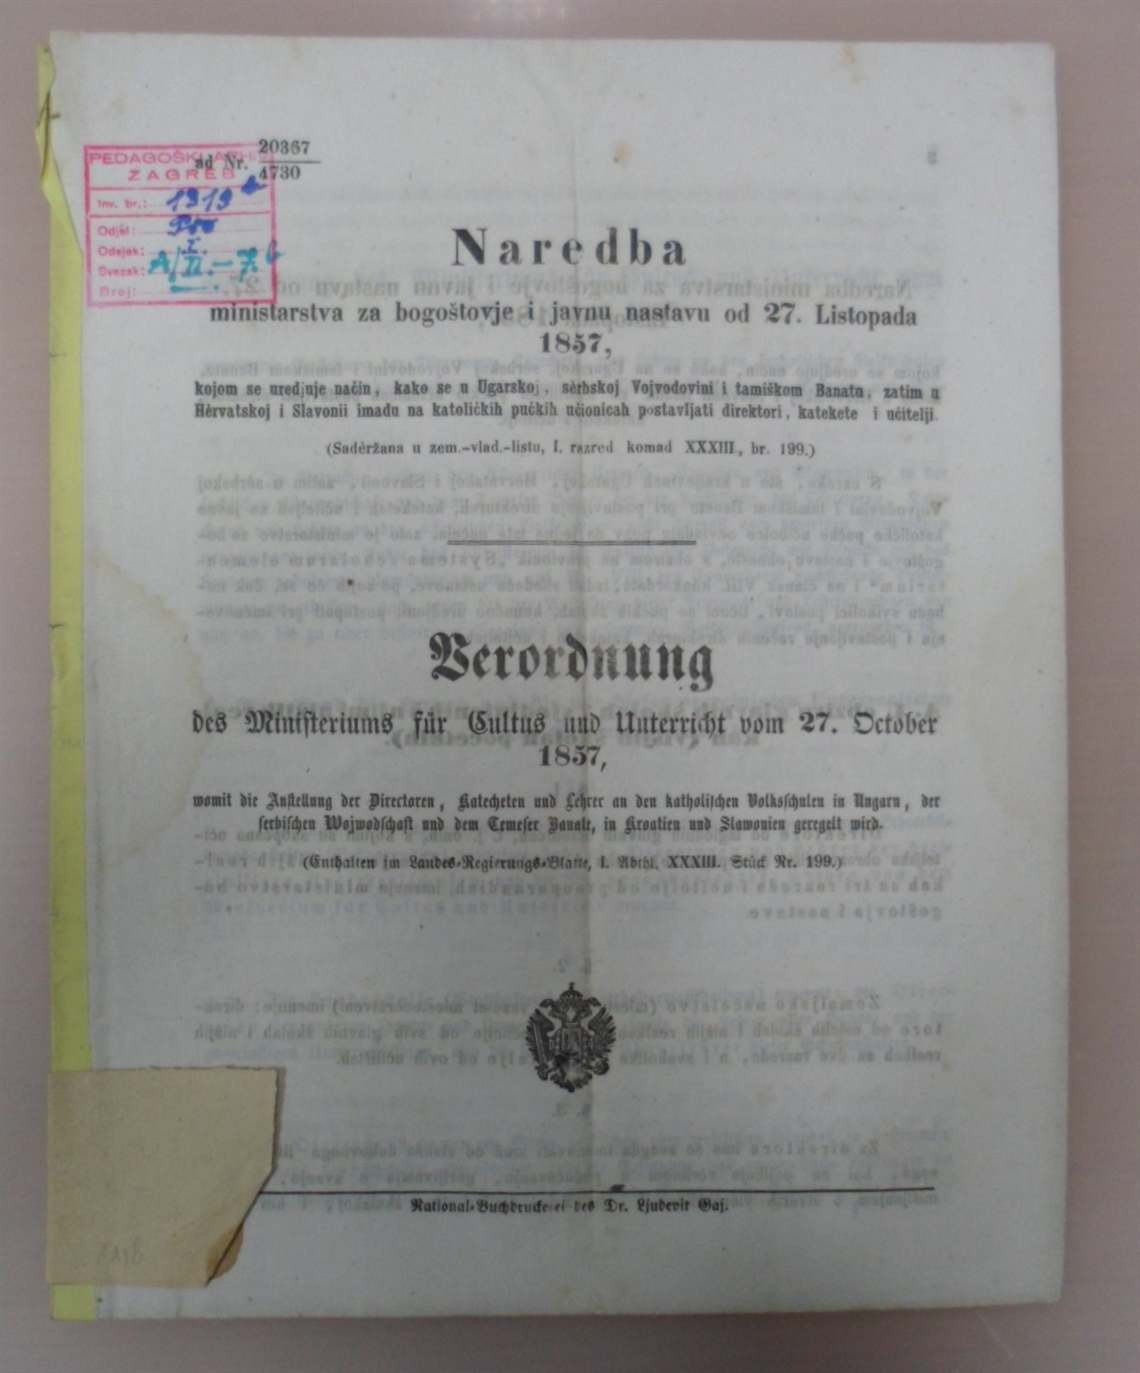 ad Nr. 20367
4730
PEDAGOŠKI ARHIV
ZAGREB
Inv. br.: 1919
Odjel:
Odsjek: I.
Svezak: A/II.-7b
Broj:
Naredba
ministarstva za bogoštovje i javnu nastavu od 27. Listopada
1857,
kojom se uredjuje način, kako se u Ugarskoj, sèrbskoj Vojvodovini i tamiškom Banatu, zatim u
Hèrvatskoj i Slavonii imadu na katoličkih pučkih učionicah postavljati direktori, katekete i učitelji.
(Sadèržana u zem.-vlad.-listu, I. razred komad XXXIII., br. 199.)
Verordnung
des Ministeriums für Cultus und Unterricht vom 27. October
1857,
womit die Anstellung der Directoren, Katecheten und Lehrer an den katholischen Volksschulen in Ungarn, der
serbischen Wojwodschaft und dem Temeser Banate, in Kroatien und Slawonien geregelt wird.
(Enthalten im Landes-Regierungs-Blatte, I. Abthl. XXXIII. Stück Nr. 199.)
National-Buchdruckerei des Dr. Ljudevit Gaj.